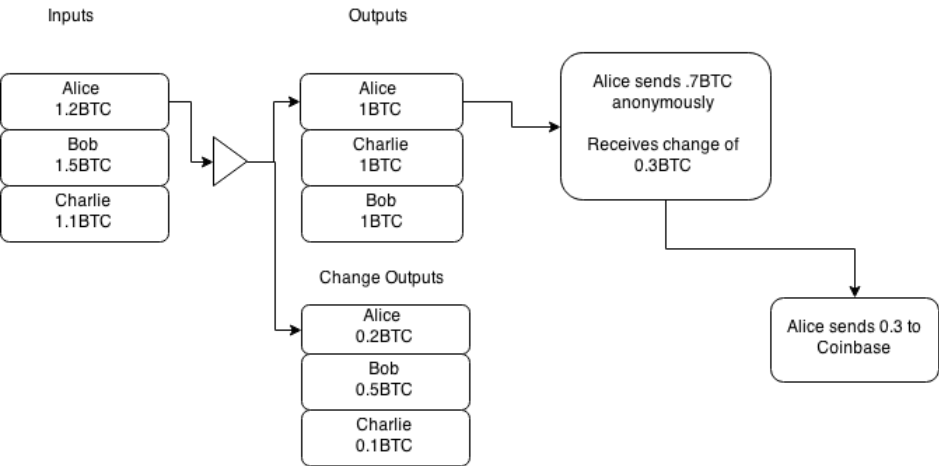 Inputs
Outputs
Alice
1.2BTC
Bob
1.5BTC
Charlie
1.1BTC
Alice
1BTC
Charlie
1BTC
Bob
1BTC
Alice sends .7BTC
anonymously
Receives change of
0.3BTC
Change Outputs
Alice
0.2BTC
Bob
0.5BTC
Charlie
0.1BTC
Alice sends 0.3 to
Coinbase